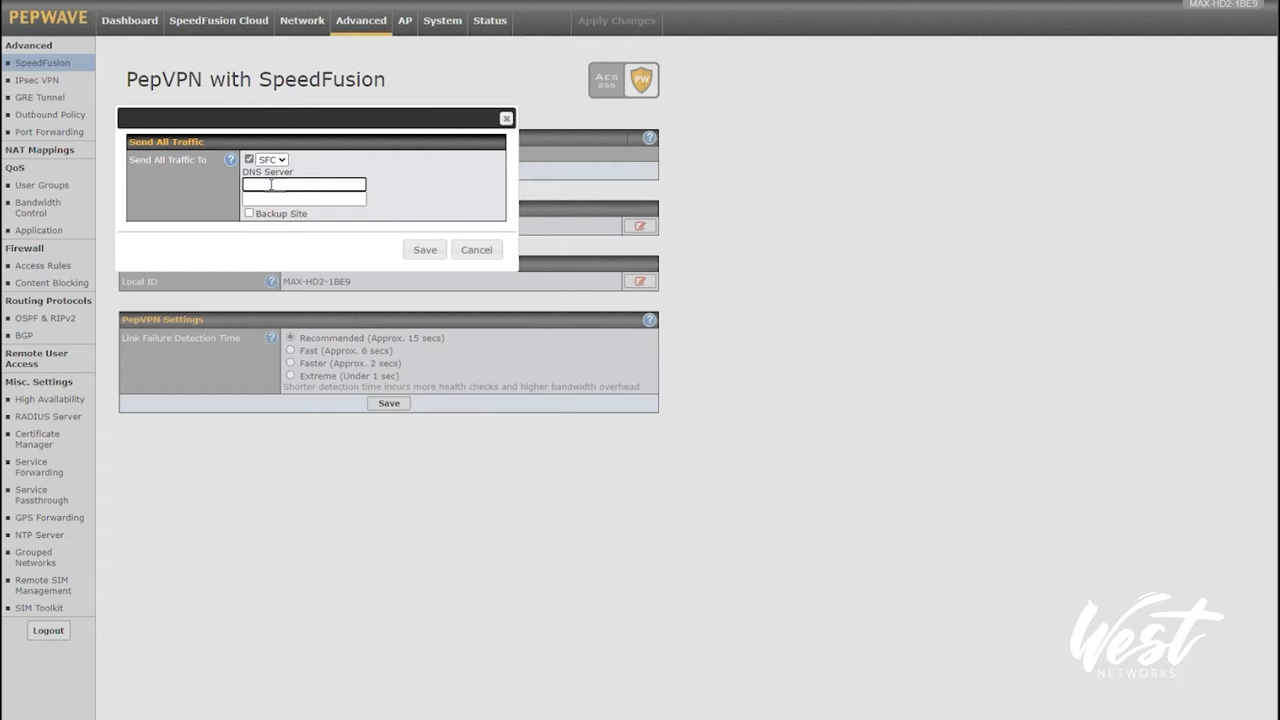 MAX-HD2-1BE9
PEPWAVE
Dashboard
SpeedFusion Cloud
Network
Advanced
AP
System
Status
Apply Changes
Advanced
SpeedFusion
IPsec VPN
GRE Tunnel
Outbound Policy
Port Forwarding
NAT Mappings
QoS
User Groups
Bandwidth
Control
Application
Firewall
Access Rules
Content Blocking
Routing Protocols
OSPF & RIPv2
BGP
Remote User
Access
Misc. Settings
High Availability
RADIUS Server
Certificate
Manager
Service
Forwarding
Service
Passthrough
GPS Forwarding
NTP Server
Grouped
Networks
Remote SIM
Management
SIM Toolkit
Logout
PepVPN with SpeedFusion
AES
256
PW
Send All Traffic
Send All Traffic To
?
SFC
DNS Server
Backup Site
Save
Cancel
?
Local ID
?
MAX-HD2-1BE9
PepVPN Settings
?
Link Failure Detection Time
?
Recommended (Approx. 15 secs)
Fast (Approx. 6 secs)
Faster (Approx. 2 secs)
Extreme (Under 1 sec)
Shorter detection time incurs more health checks and higher bandwidth overhead
Save
West
NETWORKS